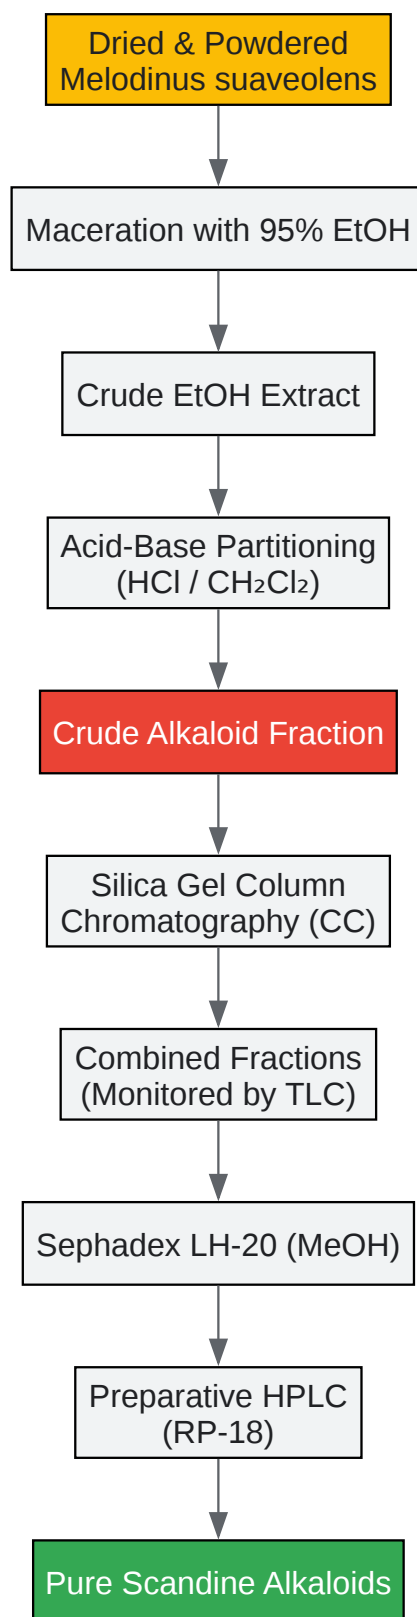 Dried & Powdered
Melodinus suaveolens
Maceration with 95% EtOH
Crude EtOH Extract
Acid-Base Partitioning
(HCl / CH₂Cl₂)
Crude Alkaloid Fraction
Silica Gel Column
Chromatography (CC)
Combined Fractions
(Monitored by TLC)
Sephadex LH-20 (MeOH)
Preparative HPLC
(RP-18)
Pure Scandine Alkaloids